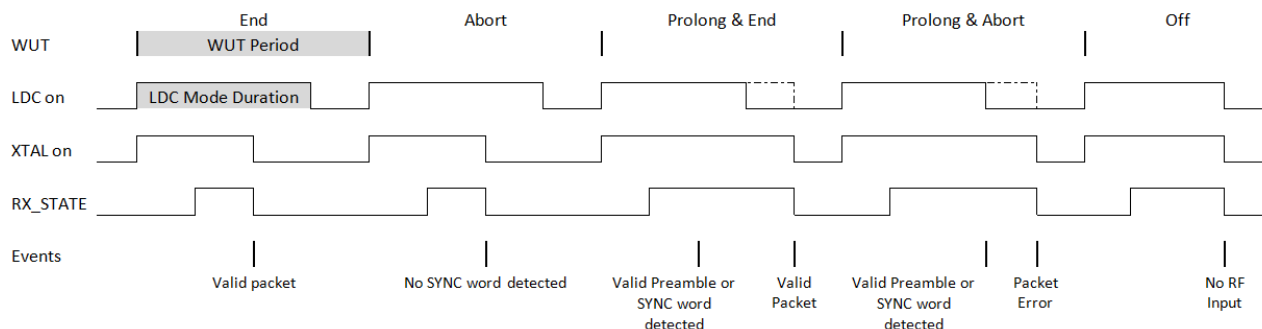 End Abort Prolong & End Prolong & Abort Off
WUT WUT Period
LDC on LDC Mode Duration
XTAL on
RX_STATE
Events
Valid packet No SYNC word detected Valid Preamble or Valid Valid Preamble or Packet No RF
SYNC word Packet SYNC word Error Input
detected detected